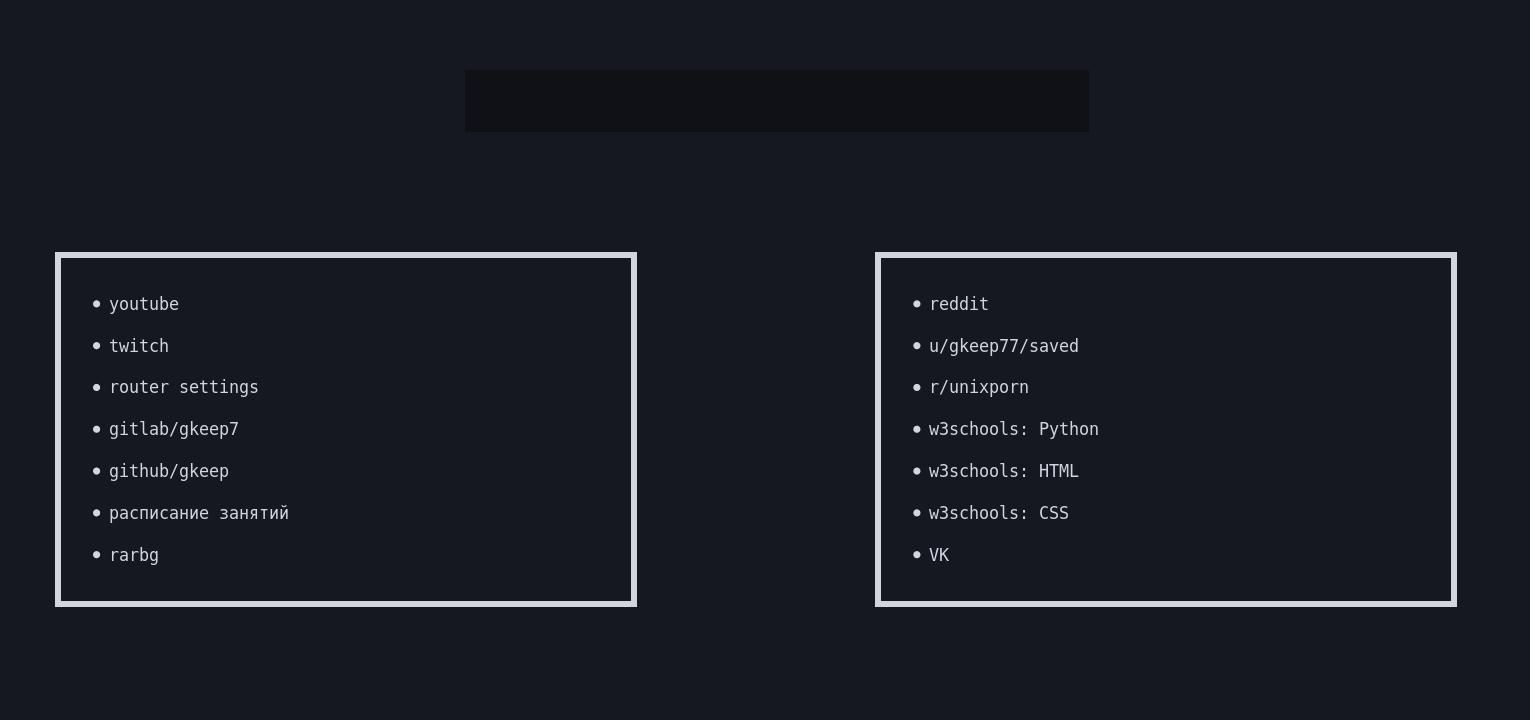 youtube
twitch
router settings
gitlab/gkeep7
github/gkeep
расписание занятий
rarbg
reddit
u/gkeep77/saved
r/unixporn
w3schools: Python
w3schools: HTML
w3schools: CSS
VK